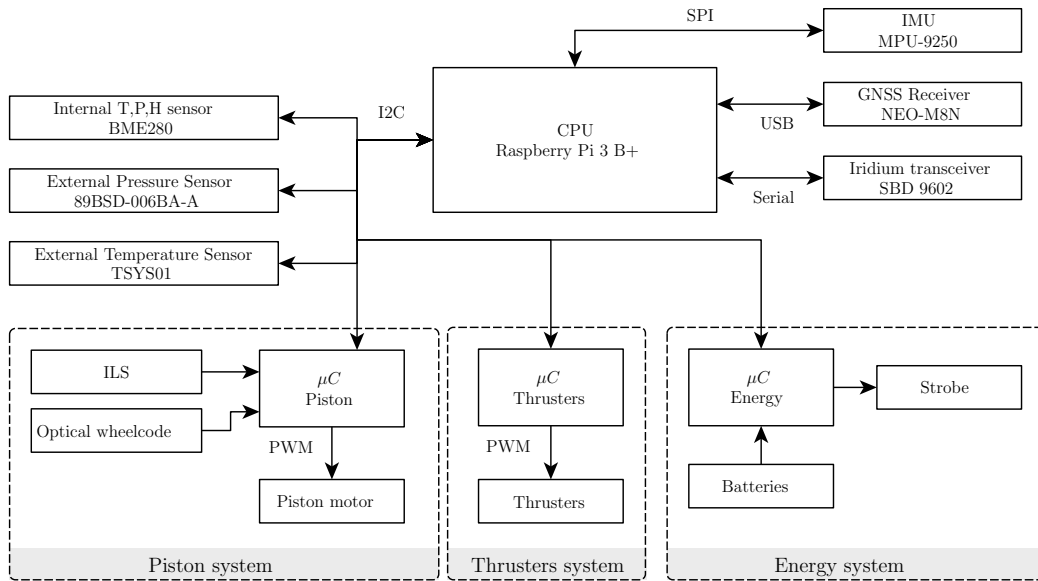 SPI
IMU
MPU-9250
Internal T,P,H sensor
BME280
I2C
CPU
Raspberry Pi 3 B+
GNSS Receiver
NEO-M8N
USB
External Pressure Sensor
89BSD-006BA-A
Iridium transceiver
SBD 9602
Serial
External Temperature Sensor
TSYS01
ILS
Optical wheelcode
μC
Piston
PWM
Piston motor
Piston system
μC
Thrusters
PWM
Thrusters
Thrusters system
μC
Energy
Strobe
Batteries
Energy system